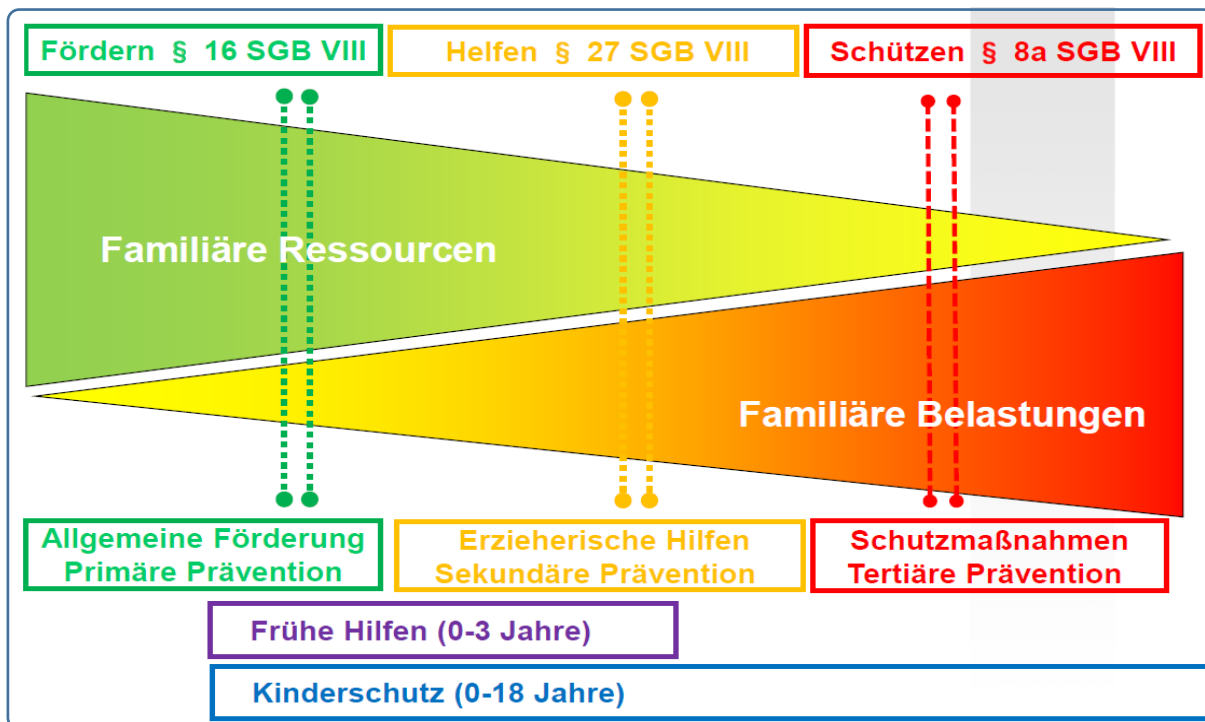 Fördern § 16 SGB VIII
Helfen § 27 SGB VIII
Schützen § 8a SGB VIII
Familiäre Ressourcen
Familiäre Belastungen
Allgemeine Förderung
Primäre Prävention
Erzieherische Hilfen
Sekundäre Prävention
Schutzmaßnahmen
Tertiäre Prävention
Frühe Hilfen (0-3 Jahre)
Kinderschutz (0-18 Jahre)